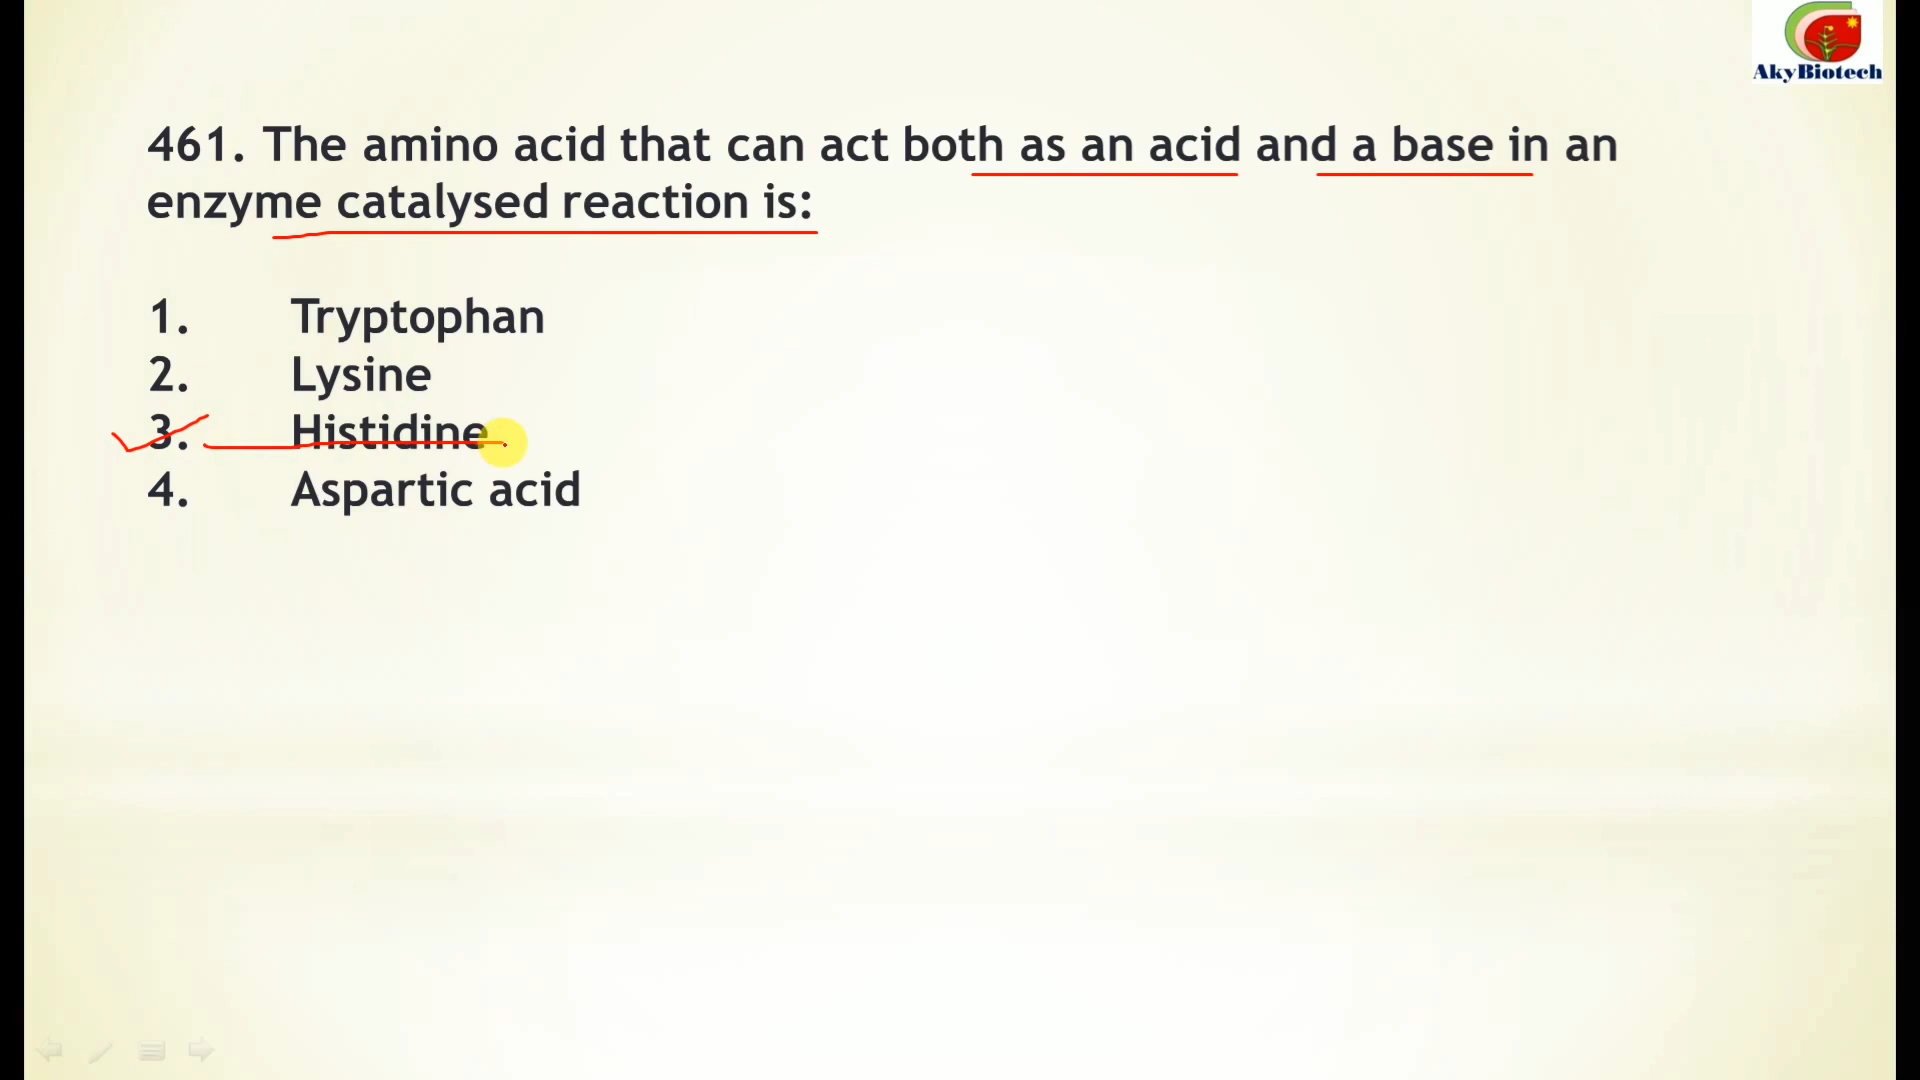 AkyBiotech
461. The amino acid that can act both as an acid and a base in an
enzyme catalysed reaction is:
1. Tryptophan
2. Lysine
3. Histidine
4. Aspartic acid